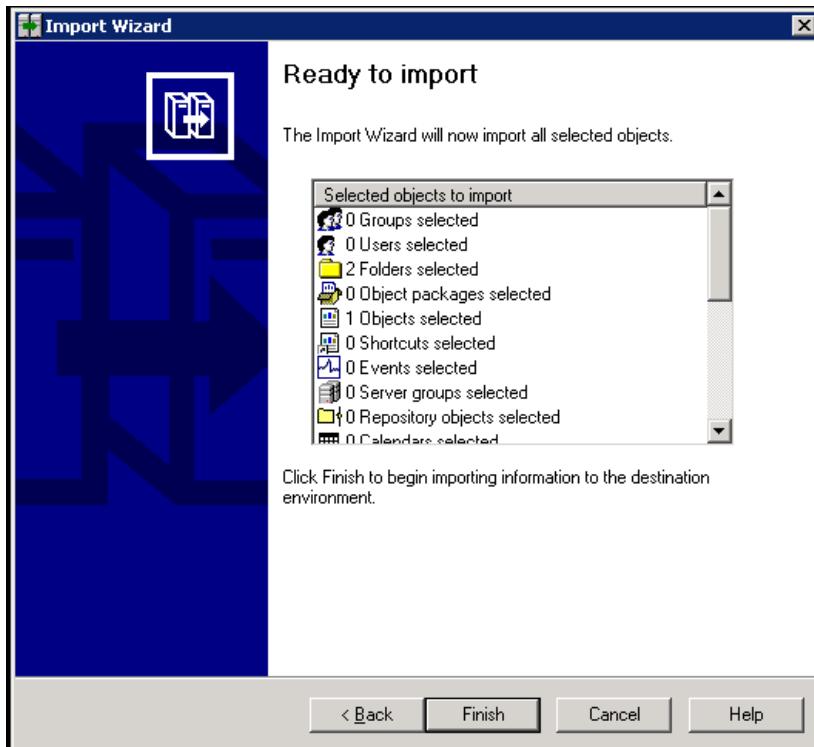 Import Wizard
Ready to import
The Import Wizard will now import all selected objects.
Selected objects to import
0 Groups selected
0 Users selected
2 Folders selected
0 Object packages selected
1 Objects selected
0 Shortcuts selected
0 Events selected
0 Server groups selected
0 Repository objects selected
0 Calendars selected
Click Finish to begin importing information to the destination
environment.
< Back Finish Cancel Help